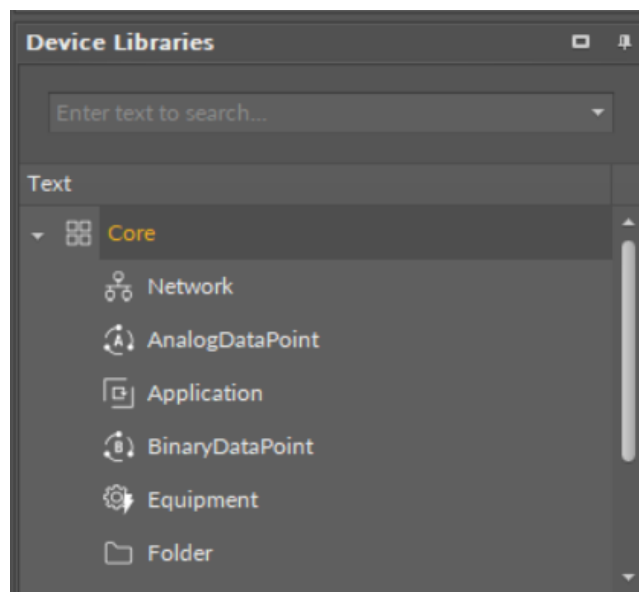 Device Libraries
Enter text to search...
Text
Core
Network
A AnalogDataPoint
Application
B BinaryDataPoint
Equipment
Folder